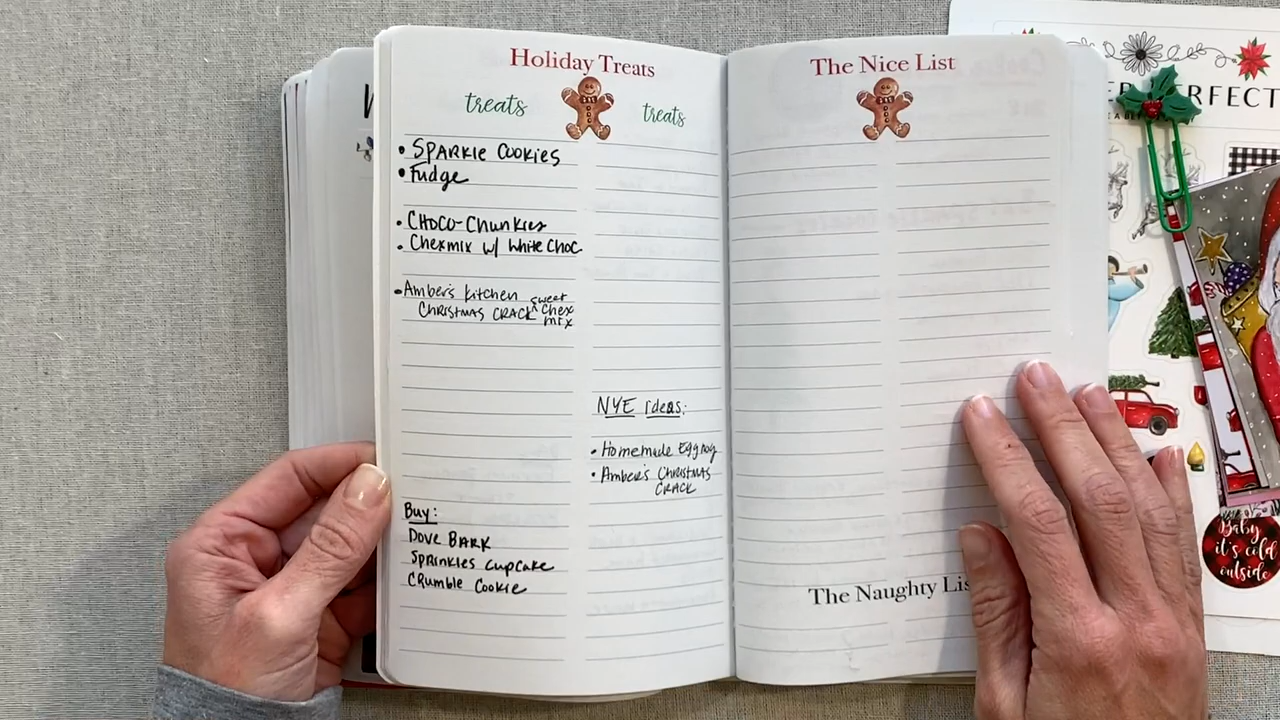 Holiday Treats
treats
treats
• SPARKLE COOKIES
• Fudge
• CHOCO-CHUNKIES
• Chexmix w/ White CHOC
• Amber's kitchen
CHRISTMAS CRACK sweet
chex
mix
Buy:
DOVE BARK
Sprinkles cupcake
CRumble Cookie
NYE ideas:
• Homemade Eggnog
• Amber's CHRISTMAS
CRACK
The Nice List
The Naughty Lis
ERFECT
Baby
it's cold
outside